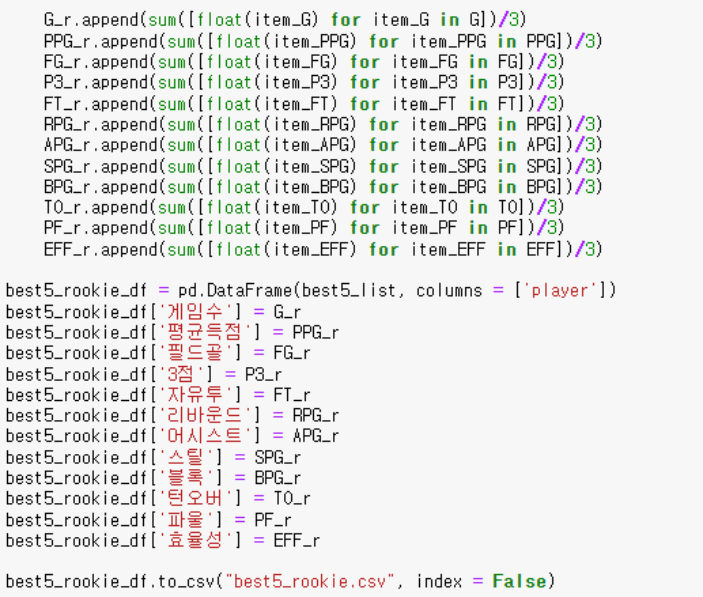 G_r.append(sum([float(item_G) for item_G in G])/3)
PPG_r.append(sum([float(item_PPG) for item_PPG in PPG])/3)
FG_r.append(sum([float(item_FG) for item_FG in FG])/3)
P3_r.append(sum([float(item_P3) for item_P3 in P3])/3)
FT_r.append(sum([float(item_FT) for item_FT in FT])/3)
RPG_r.append(sum([float(item_RPG) for item_RPG in RPG])/3)
APG_r.append(sum([float(item_APG) for item_APG in APG])/3)
SPG_r.append(sum([float(item_SPG) for item_SPG in SPG])/3)
BPG_r.append(sum([float(item_BPG) for item_BPG in BPG])/3)
TO_r.append(sum([float(item_TO) for item_TO in TO])/3)
PF_r.append(sum([float(item_PF) for item_PF in PF])/3)
EFF_r.append(sum([float(item_EFF) for item_EFF in EFF])/3)
best5_rookie_df = pd.DataFrame(best5_list, columns = ['player'])
best5_rookie_df['게임수'] = G_r
best5_rookie_df['평균득점'] = PPG_r
best5_rookie_df['필드골'] = FG_r
best5_rookie_df['3점'] = P3_r
best5_rookie_df['자유투'] = FT_r
best5_rookie_df['리바운드'] = RPG_r
best5_rookie_df['어시스트'] = APG_r
best5_rookie_df['스틸'] = SPG_r
best5_rookie_df['블록'] = BPG_r
best5_rookie_df['턴오버'] = TO_r
best5_rookie_df['파울'] = PF_r
best5_rookie_df['효율성'] = EFF_r
best5_rookie_df.to_csv("best5_rookie.csv", index = False)